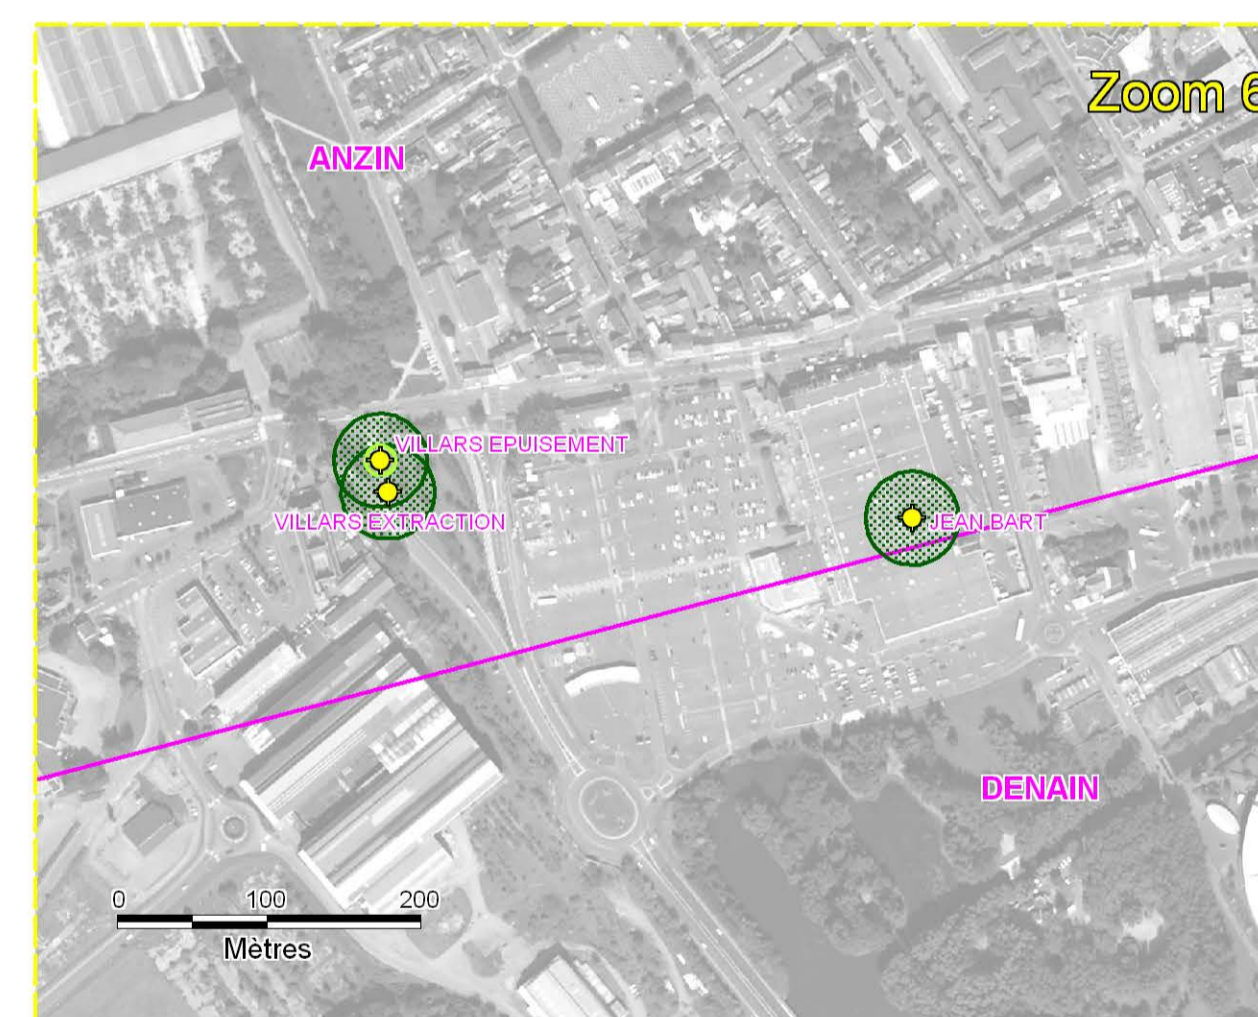 Zoom 6
ANZIN
VILLARS EPUISEMENT
VILLARS EXTRACTION
JEAN BART
DENAIN
0 100 200
Mètres